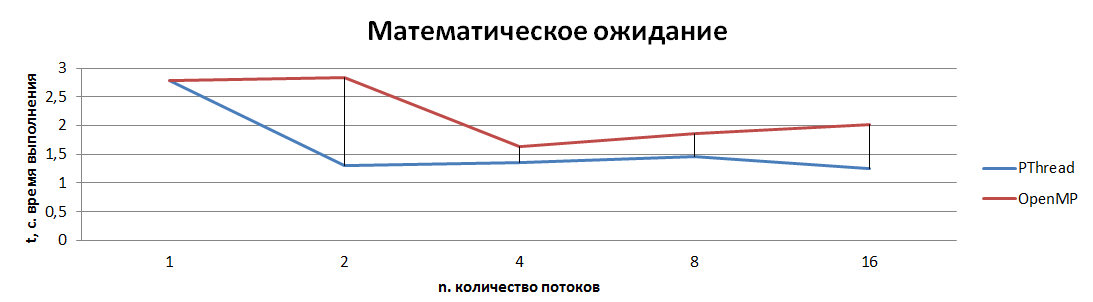 Математическое ожидание
t, с. время выполнения
3
2,5
2
1,5
1
0,5
0
1 2 4 8 16
n. количество потоков
PThread
OpenMP